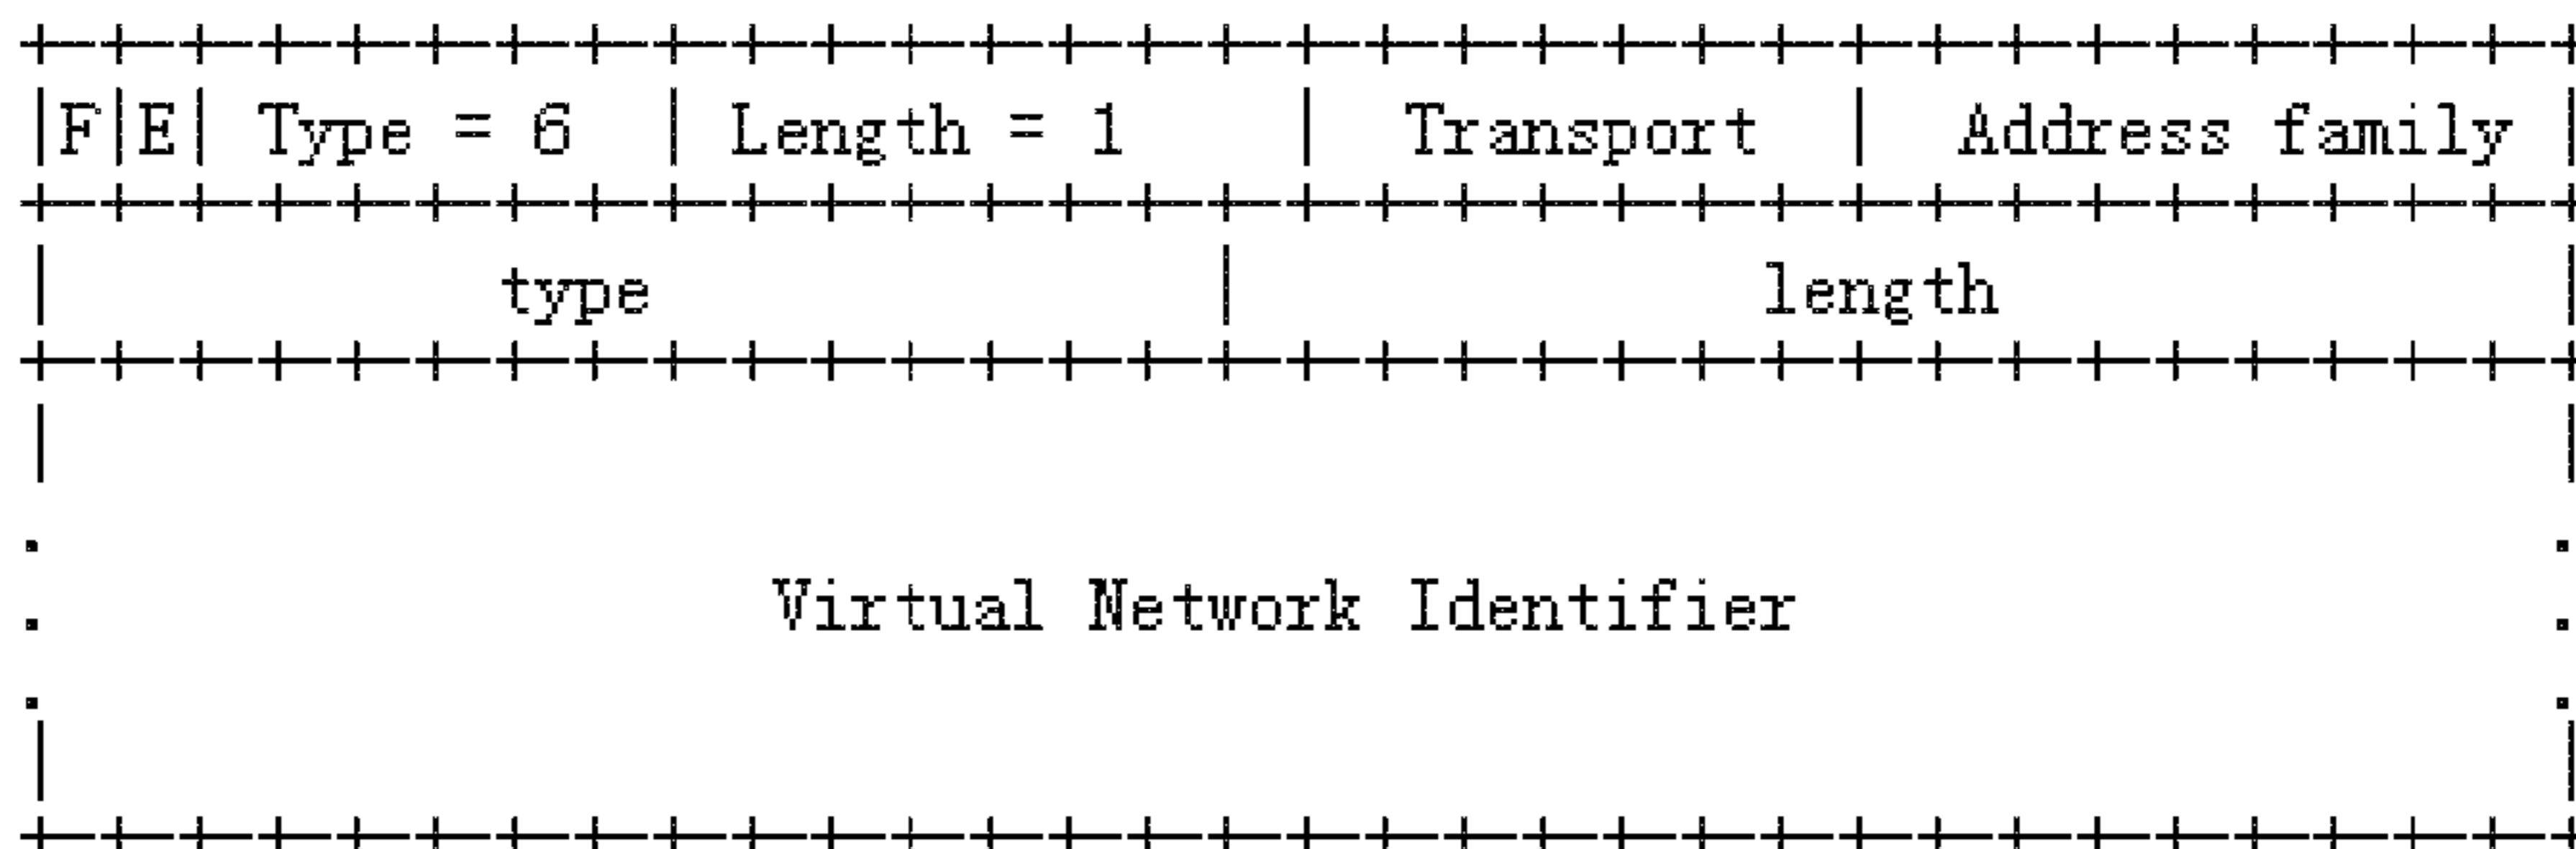 +-+-+-+-+-+-+-+-+-+-+-+-+-+-+-+-+-+-+-+-+-+-+-+-+-+-+-+-+-+-+-+-+
|F|E| Type = 6  | Length = 1    |  Transport  |  Address family |
+-+-+-+-+-+-+-+-+-+-+-+-+-+-+-+-+-+-+-+-+-+-+-+-+-+-+-+-+-+-+-+-+
| type | length |
+-+-+-+-+-+-+-+-+-+-+-+-+-+-+-+-+-+-+-+-+-+-+-+-+-+-+-+-+-+-+-+-+
| |
. .
. Virtual Network Identifier .
. .
| |
+-+-+-+-+-+-+-+-+-+-+-+-+-+-+-+-+-+-+-+-+-+-+-+-+-+-+-+-+-+-+-+-+